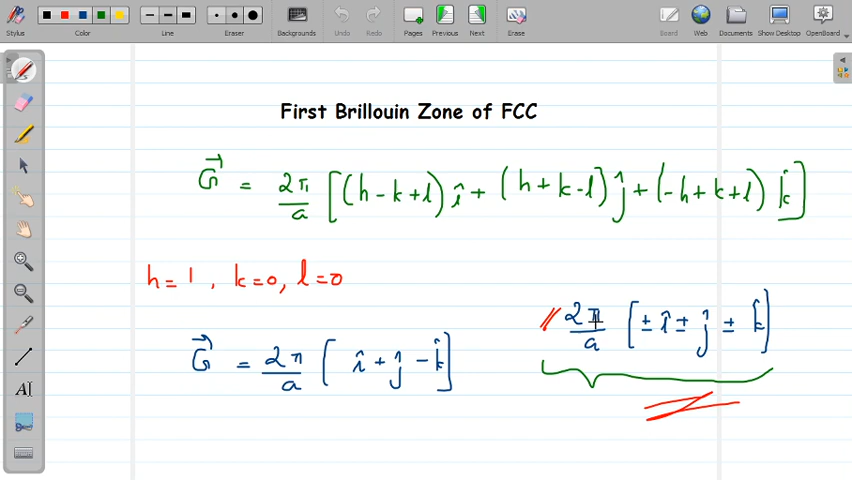 Stylus Color Line Eraser Backgrounds Undo Redo Pages Previous Next Erase Board Web Documents Show Desktop OpenBoard
First Brillouin Zone of FCC
G⃗ = 2π/a [(h-k+l) î + (h+k-l) ĵ + (-h+k+l) k̂]
h=1, k=0, l=0
2π/a [± î ± ĵ ± k̂]
G⃗ = 2π/a [î + ĵ - k̂]
AI